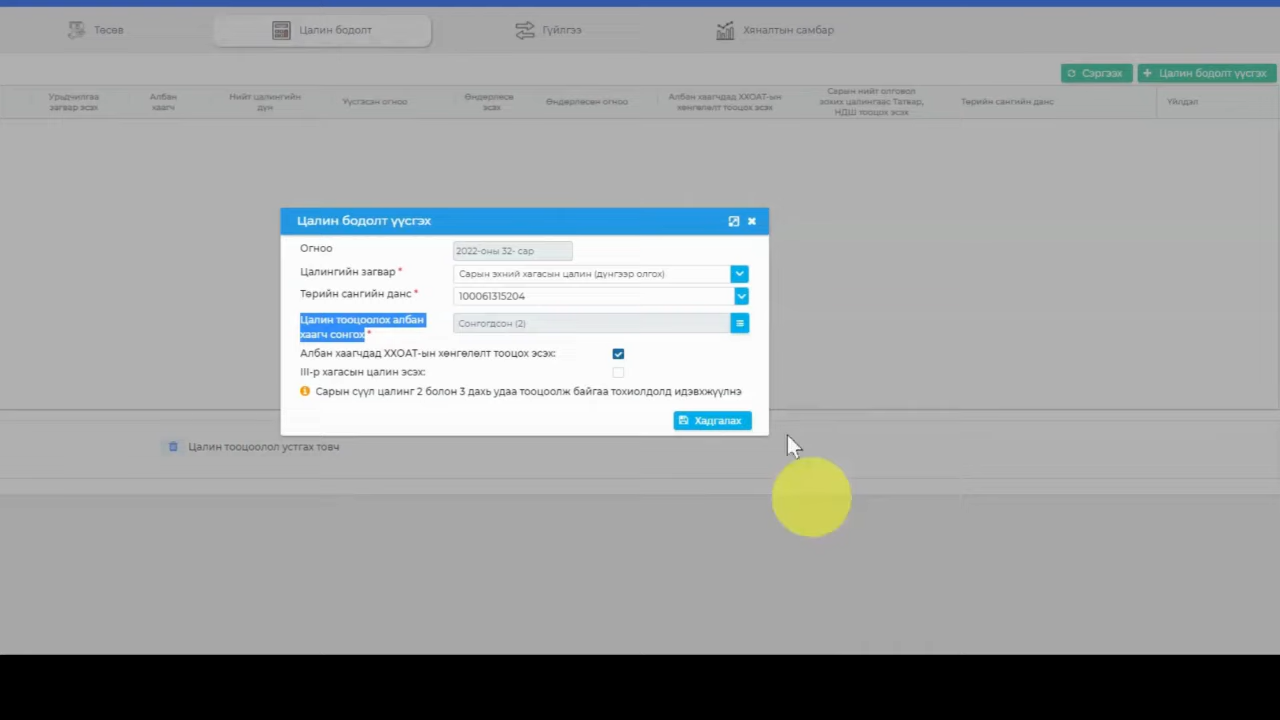 Төсөв
Цалин бодолт
Гүйлгээ
Хяналтын самбар
Сэргээх
Цалин бодолт үүсгэх
Урьдчилгаа загвар эсэх
Албан хаагч
Нийт цалингийн дүн
Үүсгэсэн огноо
Өндөрлөсөн эсэх
Өндөрлөсөн огноо
Албан хаагчдад ХХОАТ-ын хөнгөлөлт тооцох эсэх
Сарын нийт олговол зохих цалингаас Татвар, НДШ тооцох эсэх
Төрийн сангийн данс
Үйлдэл
Цалин бодолт үүсгэх
Огноо
2022-оны 32- сар
Цалингийн загвар *
Сарын эхний хагасын цалин (дүнгээр олгох)
Төрийн сангийн данс *
100061315204
Цалин тооцоолох албан
хаагч сонгох *
Сонгогдсон (2)
Албан хаагчдад ХХОАТ-ын хөнгөлөлт тооцох эсэх:
III-р хагасын цалин эсэх:
Сарын сүүл цалинг 2 болон 3 дахь удаа тооцоолж байгаа тохиолдолд идэвхжүүлнэ
Хадгалах
Цалин тооцоолол устгах товч